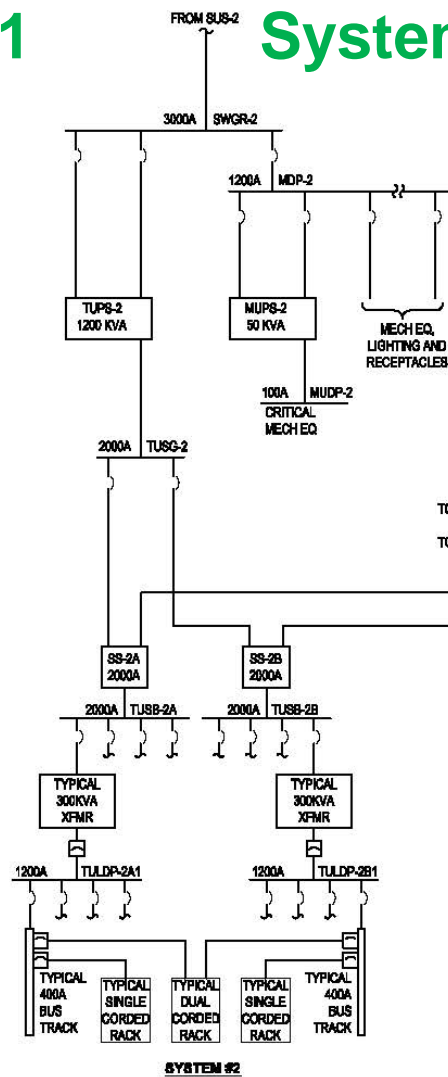 1 System
FROM SUS-2
3000A SWGR-2
1200A MDP-2
TUPS-2
1200 KVA
MUPS-2
50 KVA
MECH EQ,
LIGHTING AND
RECEPTACLES
100A MUDP-2
CRITICAL
MECH EQ
2000A TUSG-2
TO
TO
SS-2A
2000A
SS-2B
2000A
2000A TUSB-2A
2000A TUSB-2B
TYPICAL
300KVA
XFMR
TYPICAL
300KVA
XFMR
1200A TULDP-2A1
1200A TULDP-2B1
TYPICAL
400A
BUS
TRACK
TYPICAL
SINGLE
CORDED
RACK
TYPICAL
DUAL
CORDED
RACK
TYPICAL
SINGLE
CORDED
RACK
TYPICAL
400A
BUS
TRACK
SYSTEM #2